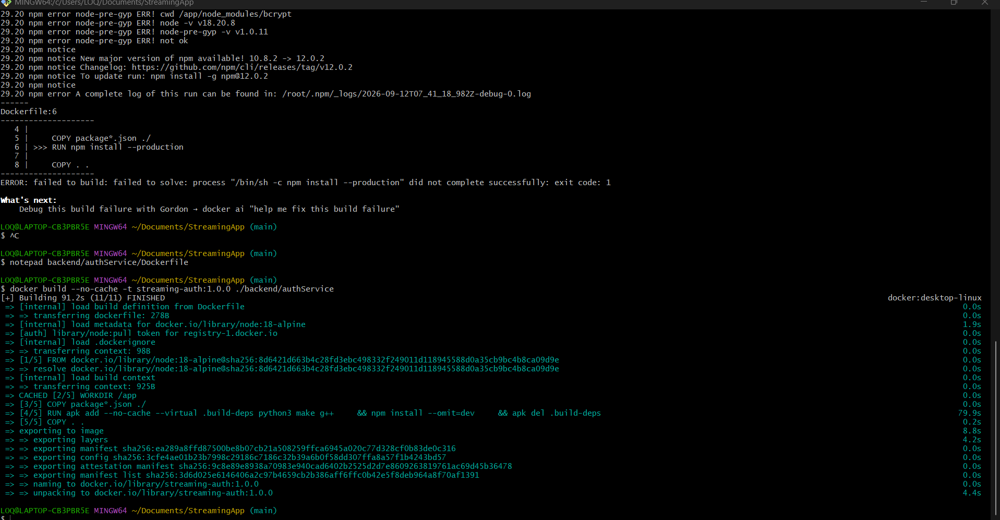 MINGW64:/c/Users/LOQ/Documents/StreamingApp
29.20 npm error node-pre-gyp ERR! cwd /app/node_modules/bcrypt
29.20 npm error node-pre-gyp ERR! node -v v18.20.8
29.20 npm error node-pre-gyp ERR! node-pre-gyp -v v1.0.11
29.20 npm error node-pre-gyp ERR! not ok
29.20 npm notice
29.20 npm notice New major version of npm available! 10.8.2 -> 12.0.2
29.20 npm notice Changelog: https://github.com/npm/cli/releases/tag/v12.0.2
29.20 npm notice To update run: npm install -g npm@12.0.2
29.20 npm notice
29.20 npm error A complete log of this run can be found in: /root/.npm/_logs/2026-09-12T07_41_18_982Z-debug-0.log
------
Dockerfile:6
--------------------
   4 |
   5 |     COPY package*.json ./
   6 | >>> RUN npm install --production
   7 |
   8 |     COPY . .
--------------------
ERROR: failed to build: failed to solve: process "/bin/sh -c npm install --production" did not complete successfully: exit code: 1
What's next:
    Debug this build failure with Gordon → docker ai "help me fix this build failure"
LOQ@LAPTOP-CB3PBR5E MINGW64 ~/Documents/StreamingApp (main)
$ ^C
LOQ@LAPTOP-CB3PBR5E MINGW64 ~/Documents/StreamingApp (main)
$ notepad backend/authService/Dockerfile
LOQ@LAPTOP-CB3PBR5E MINGW64 ~/Documents/StreamingApp (main)
$ docker build --no-cache -t streaming-auth:1.0.0 ./backend/authService
[+] Building 91.2s (11/11) FINISHED docker:desktop-linux
 => [internal] load build definition from Dockerfile 0.0s
 => => transferring dockerfile: 278B 0.0s
 => [internal] load metadata for docker.io/library/node:18-alpine 1.9s
 => [auth] library/node:pull token for registry-1.docker.io 0.0s
 => [internal] load .dockerignore 0.0s
 => => transferring context: 98B 0.0s
 => [1/5] FROM docker.io/library/node:18-alpine@sha256:8d6421d663b4c28fd3ebc498332f249011d118945588d0a35cb9bc4b8ca09d9e 0.0s
 => => resolve docker.io/library/node:18-alpine@sha256:8d6421d663b4c28fd3ebc498332f249011d118945588d0a35cb9bc4b8ca09d9e 0.0s
 => [internal] load build context 0.0s
 => => transferring context: 925B 0.0s
 => CACHED [2/5] WORKDIR /app 0.0s
 => [3/5] COPY package*.json ./ 0.0s
 => [4/5] RUN apk add --no-cache --virtual .build-deps python3 make g++     && npm install --omit=dev     && apk del .build-deps 79.9s
 => [5/5] COPY . . 0.2s
 => exporting to image 8.8s
 => => exporting layers 4.2s
 => => exporting manifest sha256:ea289a8ffd87500be8b07cb21a508259ffca6945a020c77d328cf0b83de0c316 0.0s
 => => exporting config sha256:3cfe4ae01b23b7998c29186c7186c32b39a6b0f58dd307ffa8a57f1b4243bd57 0.0s
 => => exporting attestation manifest sha256:9c8e89e8938a70983e940cad6402b2525d2d7e8609263819761ac69d45b36478 0.0s
 => => exporting manifest list sha256:3d6d025e6146406a2c97b4659cb2b386aff6ffc0b42e5f8deb964a8f70af1391 0.0s
 => => naming to docker.io/library/streaming-auth:1.0.0 0.0s
 => => unpacking to docker.io/library/streaming-auth:1.0.0 4.4s
LOQ@LAPTOP-CB3PBR5E MINGW64 ~/Documents/StreamingApp (main)
$